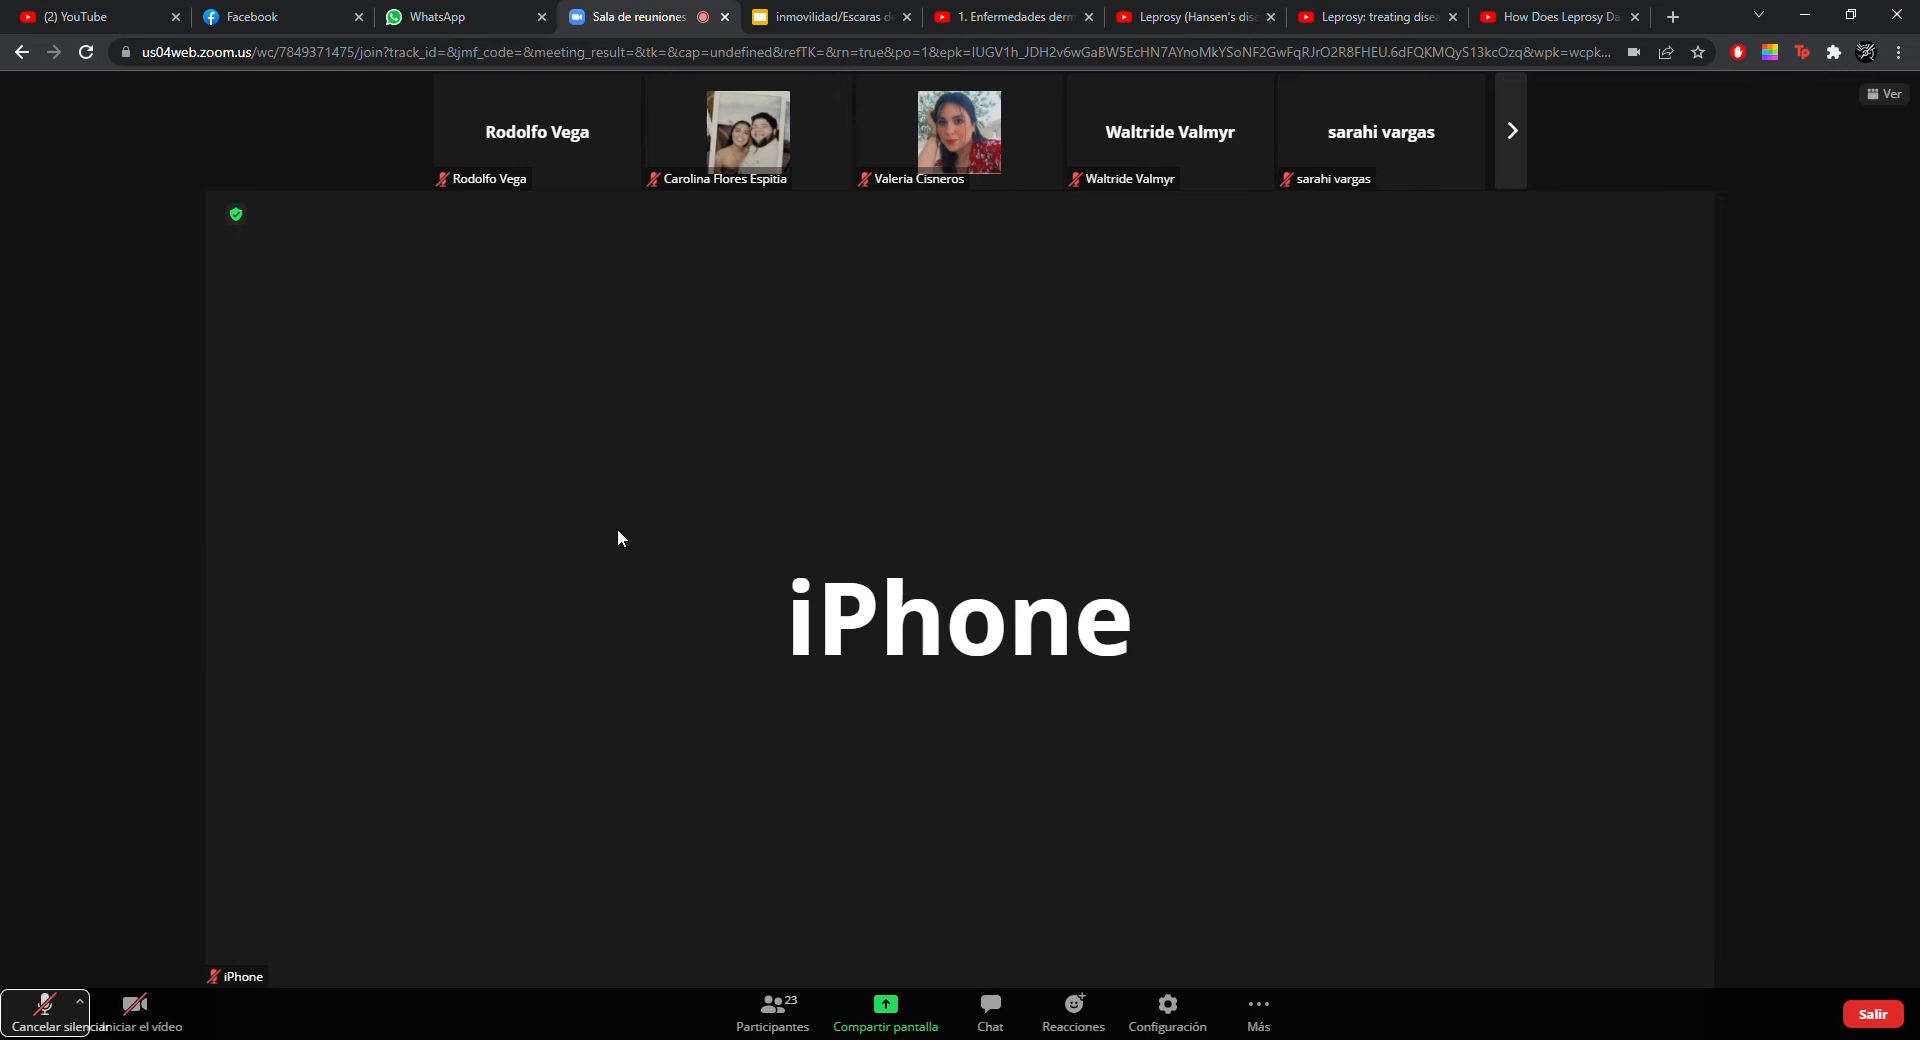 (2) YouTube
Facebook
WhatsApp
Sala de reuniones
inmovilidad/Escaras d
1. Enfermedades derm
Leprosy (Hansen's dis
Leprosy: treating disea
How Does Leprosy Da
us04web.zoom.us/wc/7849371475/join?track_id=&jmf_code=&meeting_result=&tk=&cap=undefined&refTK=&rn=true&po=1&epk=IUGV1h_JDH2v6wGaBW5EcHN7AYnoMkYSoNF2GwFqRJrO2R8FHEU.6dFQKMQyS13kcOzq&wpk=wcpk...
Tp
Ver
Rodolfo Vega
Waltride Valmyr
sarahi vargas
Rodolfo Vega
Carolina Flores Espitia
Valeria Cisneros
Waltride Valmyr
sarahi vargas
iPhone
iPhone
Cancelar silenciar
Iniciar el vídeo
23
Participantes
Compartir pantalla
Chat
Reacciones
Configuración
Más
Salir